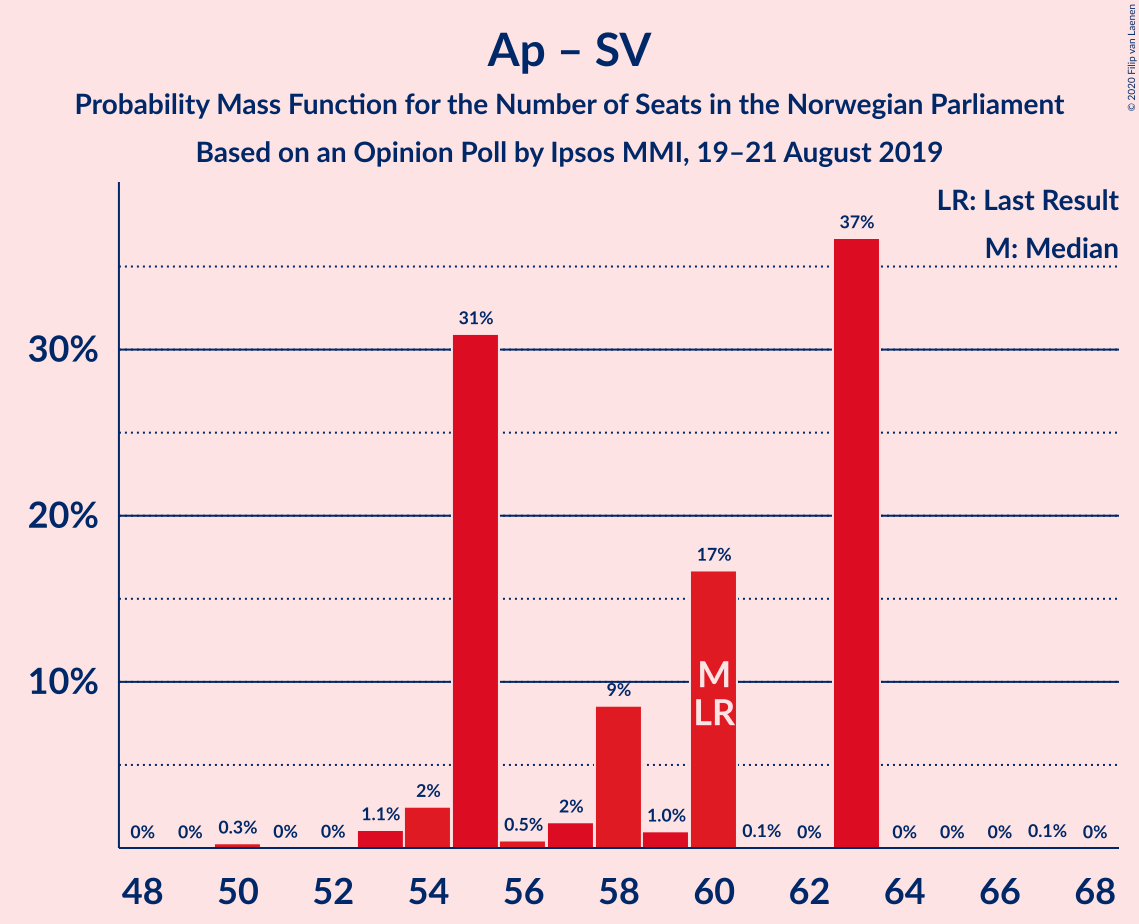 Ap – SV
Probability Mass Function for the Number of Seats in the Norwegian Parliament
Based on an Opinion Poll by Ipsos MMI, 19–21 August 2019
© 2020 Filip van Laenen
LR: Last Result
M: Median
30%
20%
10%
0%
0%
0.3%
0%
0%
1.1%
2%
31%
0.5%
2%
9%
1.0%
17%
0.1%
0%
37%
0%
0%
0%
0.1%
0%
M
LR
48 50 52 54 56 58 60 62 64 66 68